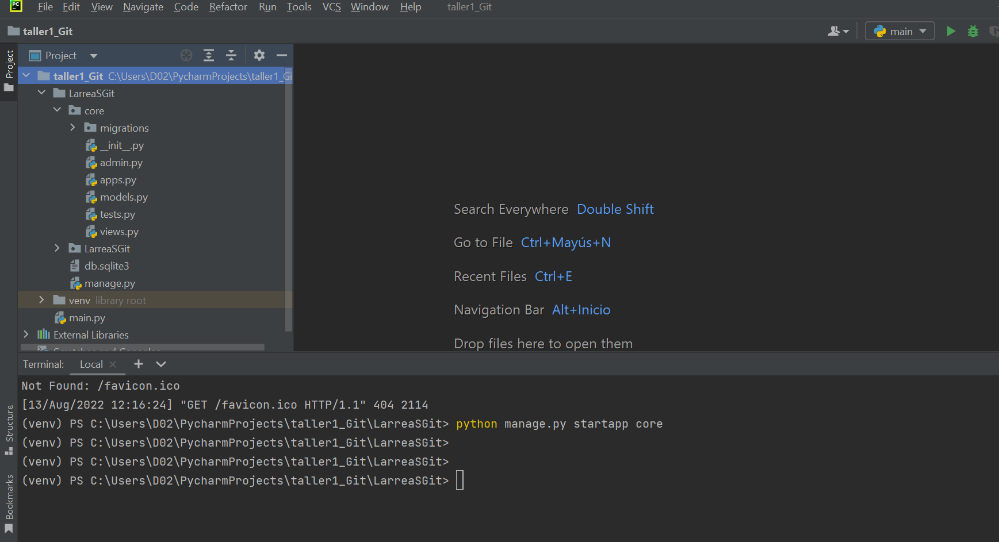 PC
File Edit View Navigate Code Refactor Run Tools VCS Window Help taller1_Git
taller1_Git
main
Project
Project
taller1_Git C:\Users\D02\PycharmProjects\taller1_Gi
LarreaSGit
core
migrations
__init__.py
admin.py
apps.py
models.py
tests.py
views.py
LarreaSGit
db.sqlite3
manage.py
venv library root
main.py
External Libraries
Scratches and Consoles
Search Everywhere Double Shift
Go to File Ctrl+Mayús+N
Recent Files Ctrl+E
Navigation Bar Alt+Inicio
Drop files here to open them
Terminal: Local
Not Found: /favicon.ico
[13/Aug/2022 12:16:24] "GET /favicon.ico HTTP/1.1" 404 2114
(venv) PS C:\Users\D02\PycharmProjects\taller1_Git\LarreaSGit> python manage.py startapp core
(venv) PS C:\Users\D02\PycharmProjects\taller1_Git\LarreaSGit>
(venv) PS C:\Users\D02\PycharmProjects\taller1_Git\LarreaSGit>
(venv) PS C:\Users\D02\PycharmProjects\taller1_Git\LarreaSGit>
Structure
Bookmarks